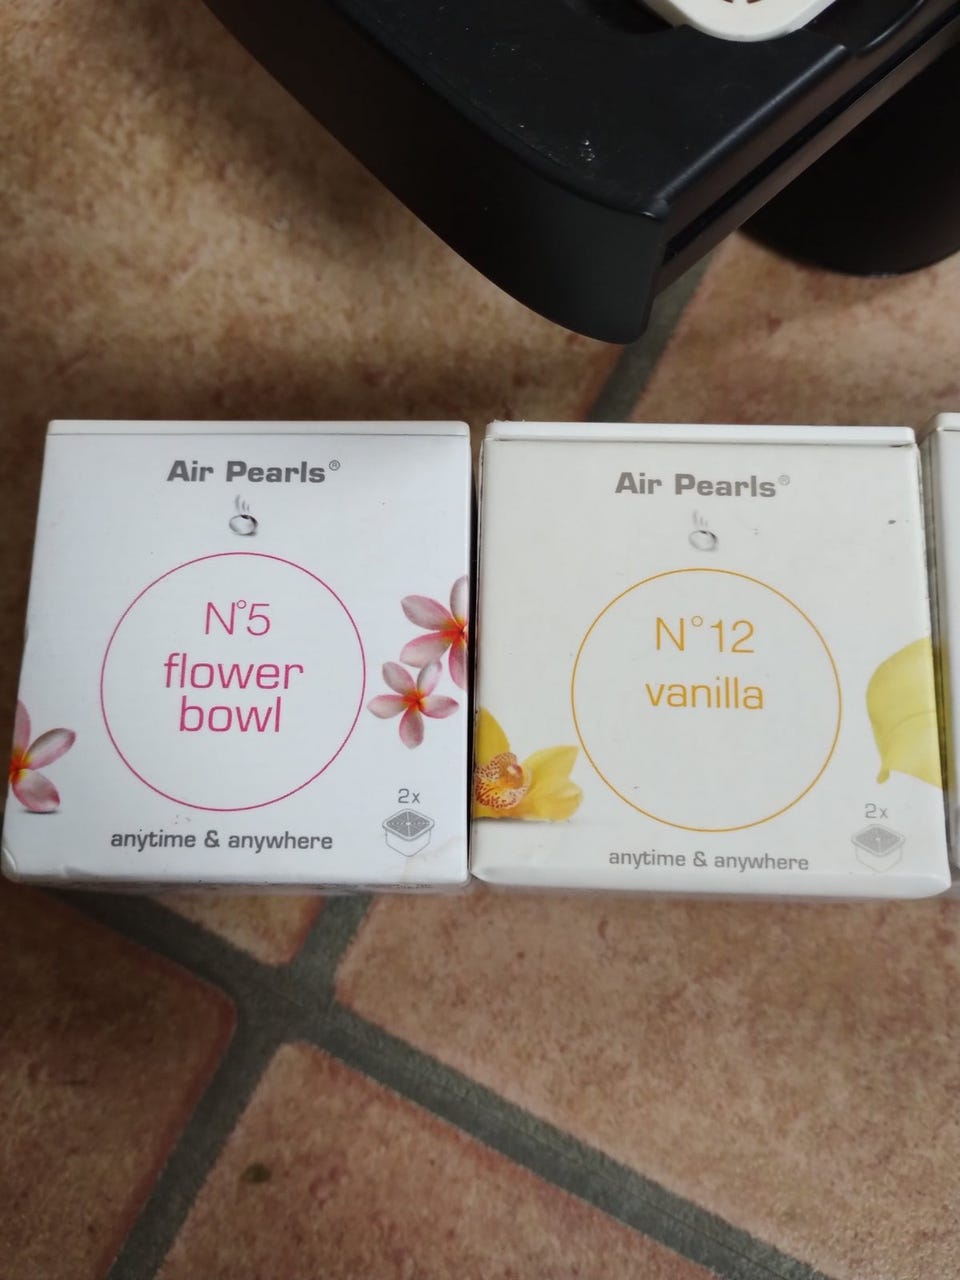 Air Pearls®
N°5
flower
bowl
2x
anytime & anywhere
Air Pearls®
N°12
vanilla
2x
anytime & anywhere